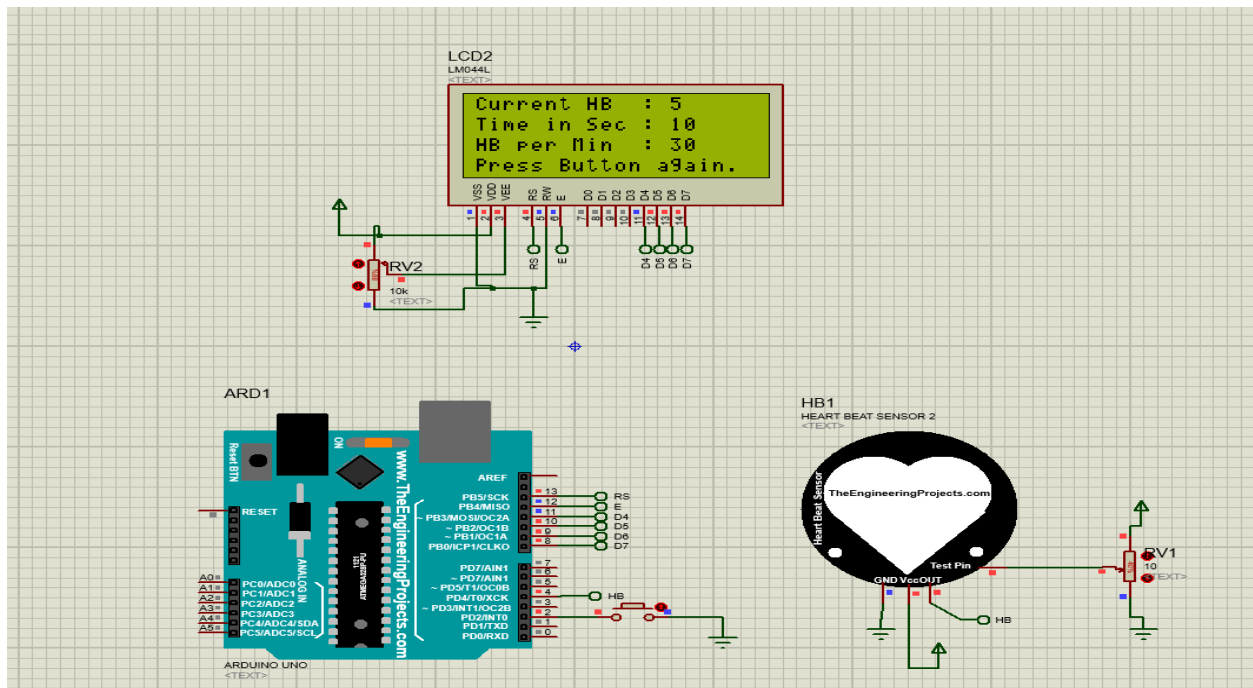 LCD2
LM044L
<TEXT>
Current HB : 5
Time in Sec : 10
HB per Min : 30
Press Button again.
VSS VDD VEE RS RW E D0 D1 D2 D3 D4 D5 D6 D7
1 2 3 4 5 6 7 8 9 10 11 12 13 14
RS E D4 D5 D6 D7
RV2
10k
<TEXT>
ARD1
Reset BTN
ON
www.TheEngineeringProjects.com
AREF
RESET
PB5/SCK 13 RS
PB4/MISO 12 E
~ PB3/MOSI/OC2A 11 D4
~ PB2/OC1B 10 D5
~ PB1/OC1A 9 D6
PB0/ICP1/CLKO 8 D7
1121
ATMEGA328P-PU
ANALOG IN
A0 PC0/ADC0
A1 PC1/ADC1
A2 PC2/ADC2
A3 PC3/ADC3
A4 PC4/ADC4/SDA
A5 PC5/ADC5/SCL
PD7/AIN1 7
~ PD6/AIN1 6
~ PD5/T1/OC0B 5
PD4/T0/XCK 4 HB
~ PD3/INT1/OC2B 3
PD2/INT0 2
PD1/TXD 1
PD0/RXD 0
ARDUINO UNO
<TEXT>
HB1
HEART BEAT SENSOR 2
<TEXT>
Heart Beat Sensor
TheEngineeringProjects.com
Test Pin
GND Vcc OUT
HB
RV1
10
<TEXT>